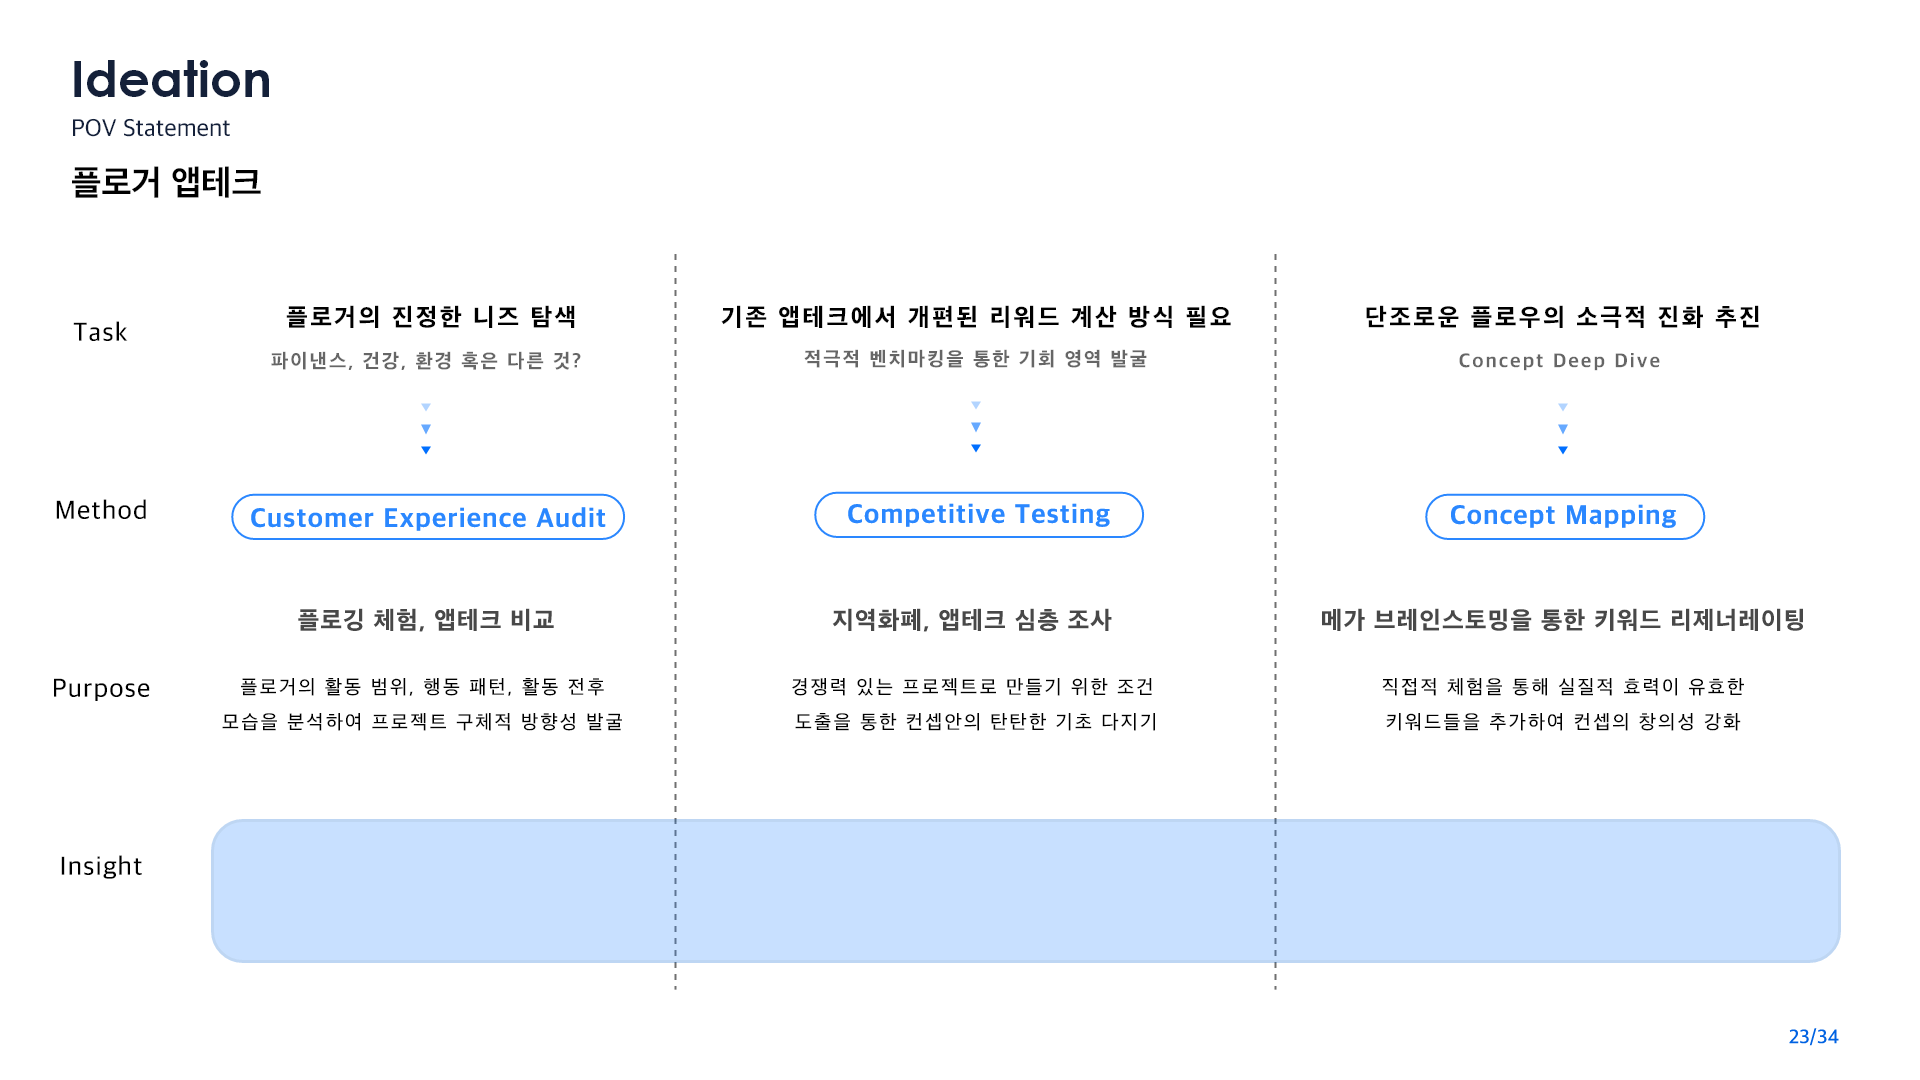 Ideation
POV Statement
플로거 앱테크
Task
플로거의 진정한 니즈 탐색
파이낸스, 건강, 환경 혹은 다른 것?
기존 앱테크에서 개편된 리워드 계산 방식 필요
적극적 벤치마킹을 통한 기회 영역 발굴
단조로운 플로우의 소극적 진화 추진
Concept Deep Dive
Method
Customer Experience Audit
Competitive Testing
Concept Mapping
Purpose
플로깅 체험, 앱테크 비교
플로거의 활동 범위, 행동 패턴, 활동 전후
모습을 분석하여 프로젝트 구체적 방향성 발굴
지역화폐, 앱테크 심층 조사
경쟁력 있는 프로젝트로 만들기 위한 조건
도출을 통한 컨셉안의 탄탄한 기초 다지기
메가 브레인스토밍을 통한 키워드 리제너레이팅
직접적 체험을 통해 실질적 효력이 유효한
키워드들을 추가하여 컨셉의 창의성 강화
Insight
23/34